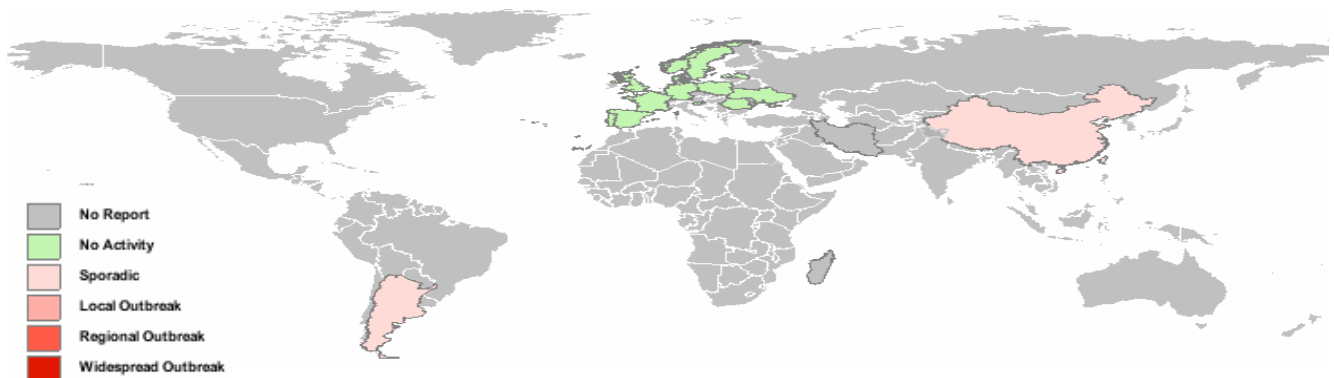 No Report
No Activity
Sporadic
Local Outbreak
Regional Outbreak
Widespread Outbreak